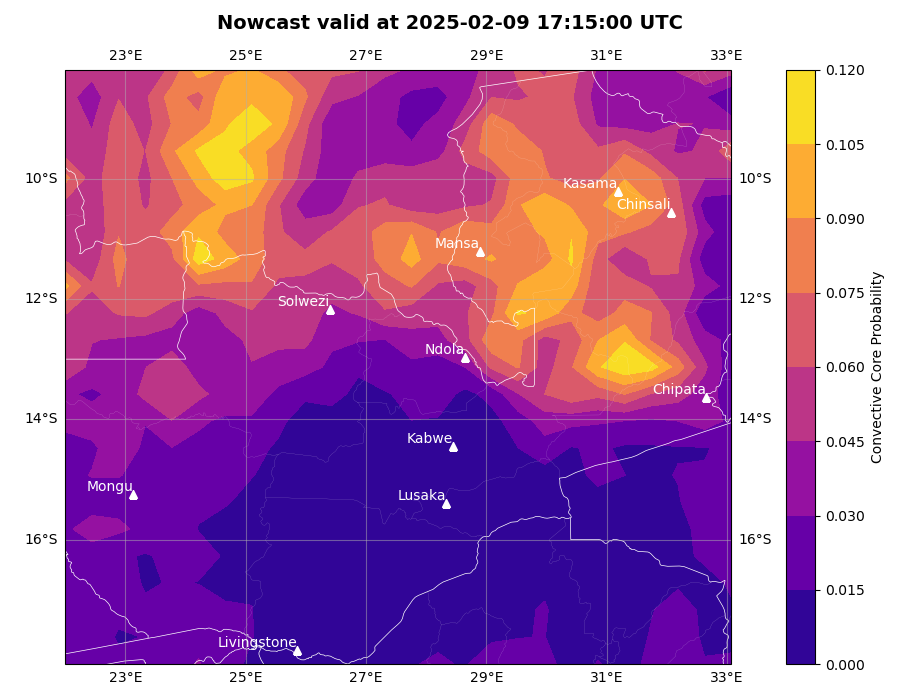 Nowcast valid at 2025-02-09 17:15:00 UTC
23°E 25°E 27°E 29°E 31°E 33°E
0.120
0.105
10°S 10°S
Kasama
Chinsali
0.090
Mansa
0.075
12°S 12°S
Solwezi
Ndola
0.060
Chipata
14°S 14°S
Kabwe
0.045
Mongu
Lusaka
0.030
16°S 16°S
0.015
Livingstone
0.000
23°E 25°E 27°E 29°E 31°E 33°E
Convective Core Probability